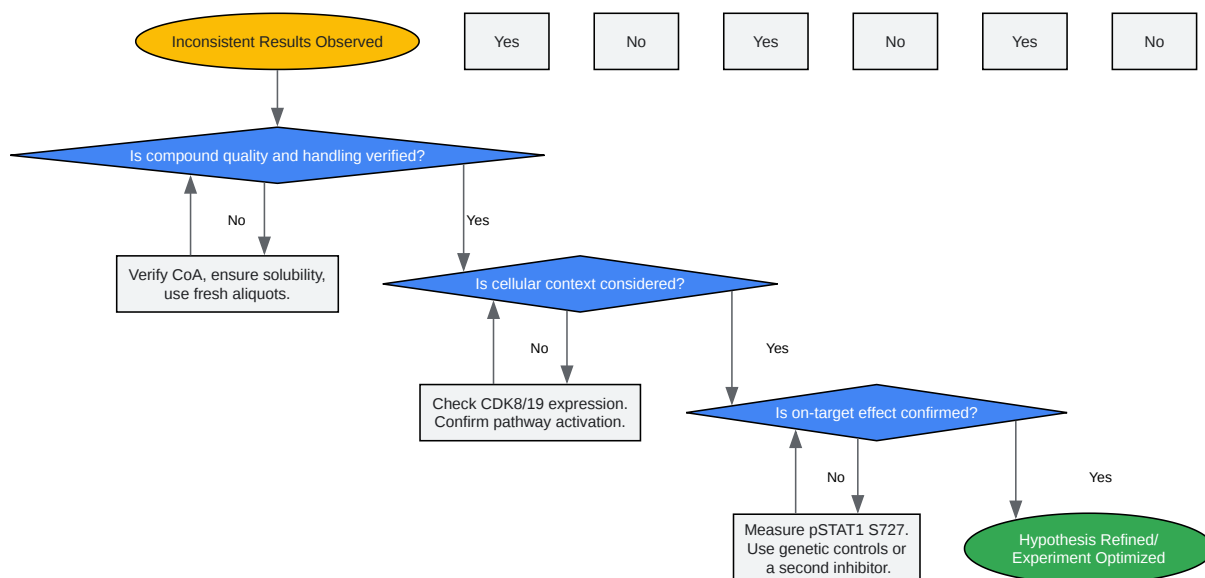 Inconsistent Results Observed
Yes
No
Yes
No
Yes
No
Is compound quality and handling verified?
No
Yes
Verify CoA, ensure solubility,
use fresh aliquots.
Is cellular context considered?
No
Yes
Check CDK8/19 expression.
Confirm pathway activation.
Is on-target effect confirmed?
No
Yes
Measure pSTAT1 S727.
Use genetic controls or
a second inhibitor.
Hypothesis Refined/
Experiment Optimized